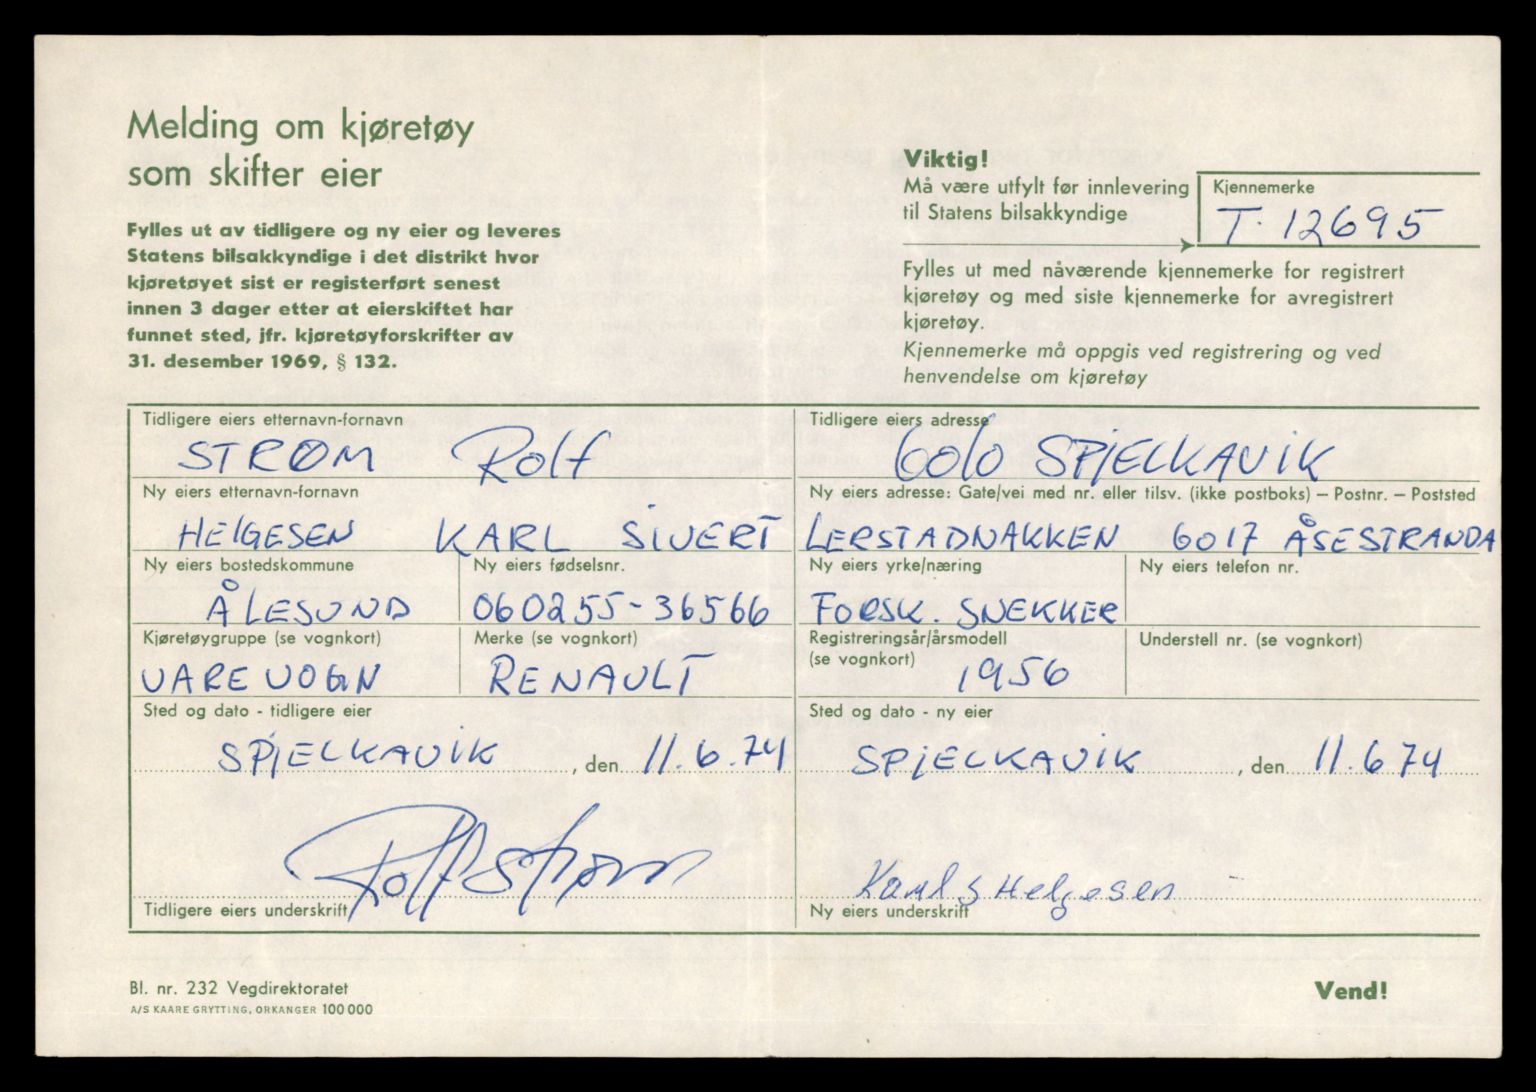 Melding om kjøretøy
som skifter eier
Fylles ut av tidligere og ny eier og leveres
Statens bilsakkyndige i det distrikt hvor
kjøretøyet sist er registerført senest
innen 3 dager etter at eierskiftet har
funnet sted, jfr. kjøretøyforskrifter av
31. desember 1969, § 132.
Viktig!
Må være utfylt før innlevering
til Statens bilsakkyndige
Kjennemerke
T. 12695
Fylles ut med nåværende kjennemerke for registrert
kjøretøy og med siste kjennemerke for avregistrert
kjøretøy.
Kjennemerke må oppgis ved registrering og ved
henvendelse om kjøretøy
Tidligere eiers etternavn-fornavn
STRØM Rolf
Tidligere eiers adresse
6010 SPJELKAVIK
Ny eiers etternavn-fornavn
HELGESEN KARL SIVERT
Ny eiers adresse: Gate/vei med nr. eller tilsv. (ikke postboks) – Postnr. – Poststed
LERSTADNAKKEN 6017 ÅSESTRANDA
Ny eiers bostedskommune
ÅLESUND
Ny eiers fødselsnr.
060255-36566
Ny eiers yrke/næring
FORSK. SNEKKER
Ny eiers telefon nr.
Kjøretøygruppe (se vognkort)
VAREVOGN
Merke (se vognkort)
RENAULT
Registreringsår/årsmodell
(se vognkort)
1956
Understell nr. (se vognkort)
Sted og dato - tidligere eier
SPJELKAVIK, den 11.6.74
Sted og dato - ny eier
SPJELKAVIK, den 11.6 74
Rolf Strøm
Tidligere eiers underskrift
Karl S Helgesen
Ny eiers underskrift
Bl. nr. 232 Vegdirektoratet
A/S KAARE GRYTTING, ORKANGER 100 000
Vend!